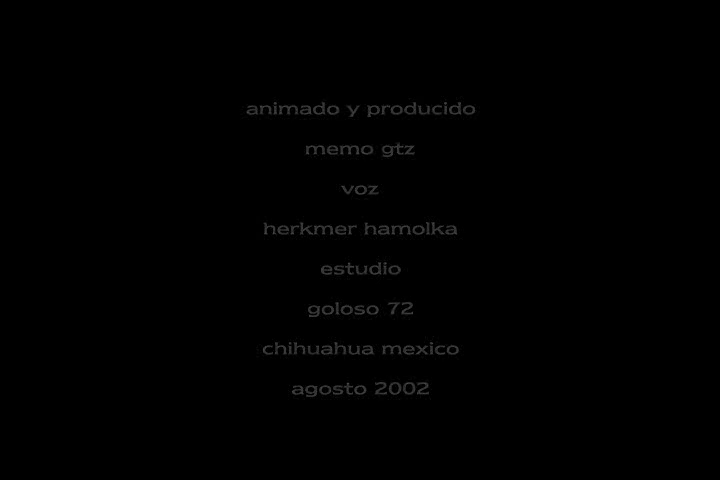 animado y producido
memo gtz
voz
herkmer hamolka
estudio
goloso 72
chihuahua mexico
agosto 2002